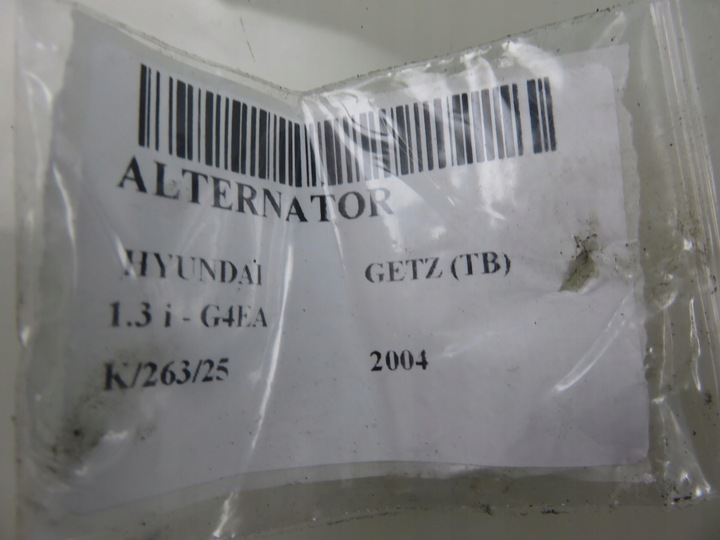 ALTERNATOR
HYUNDAI GETZ (TB)
1.3 i - G4EA
K/263/25 2004